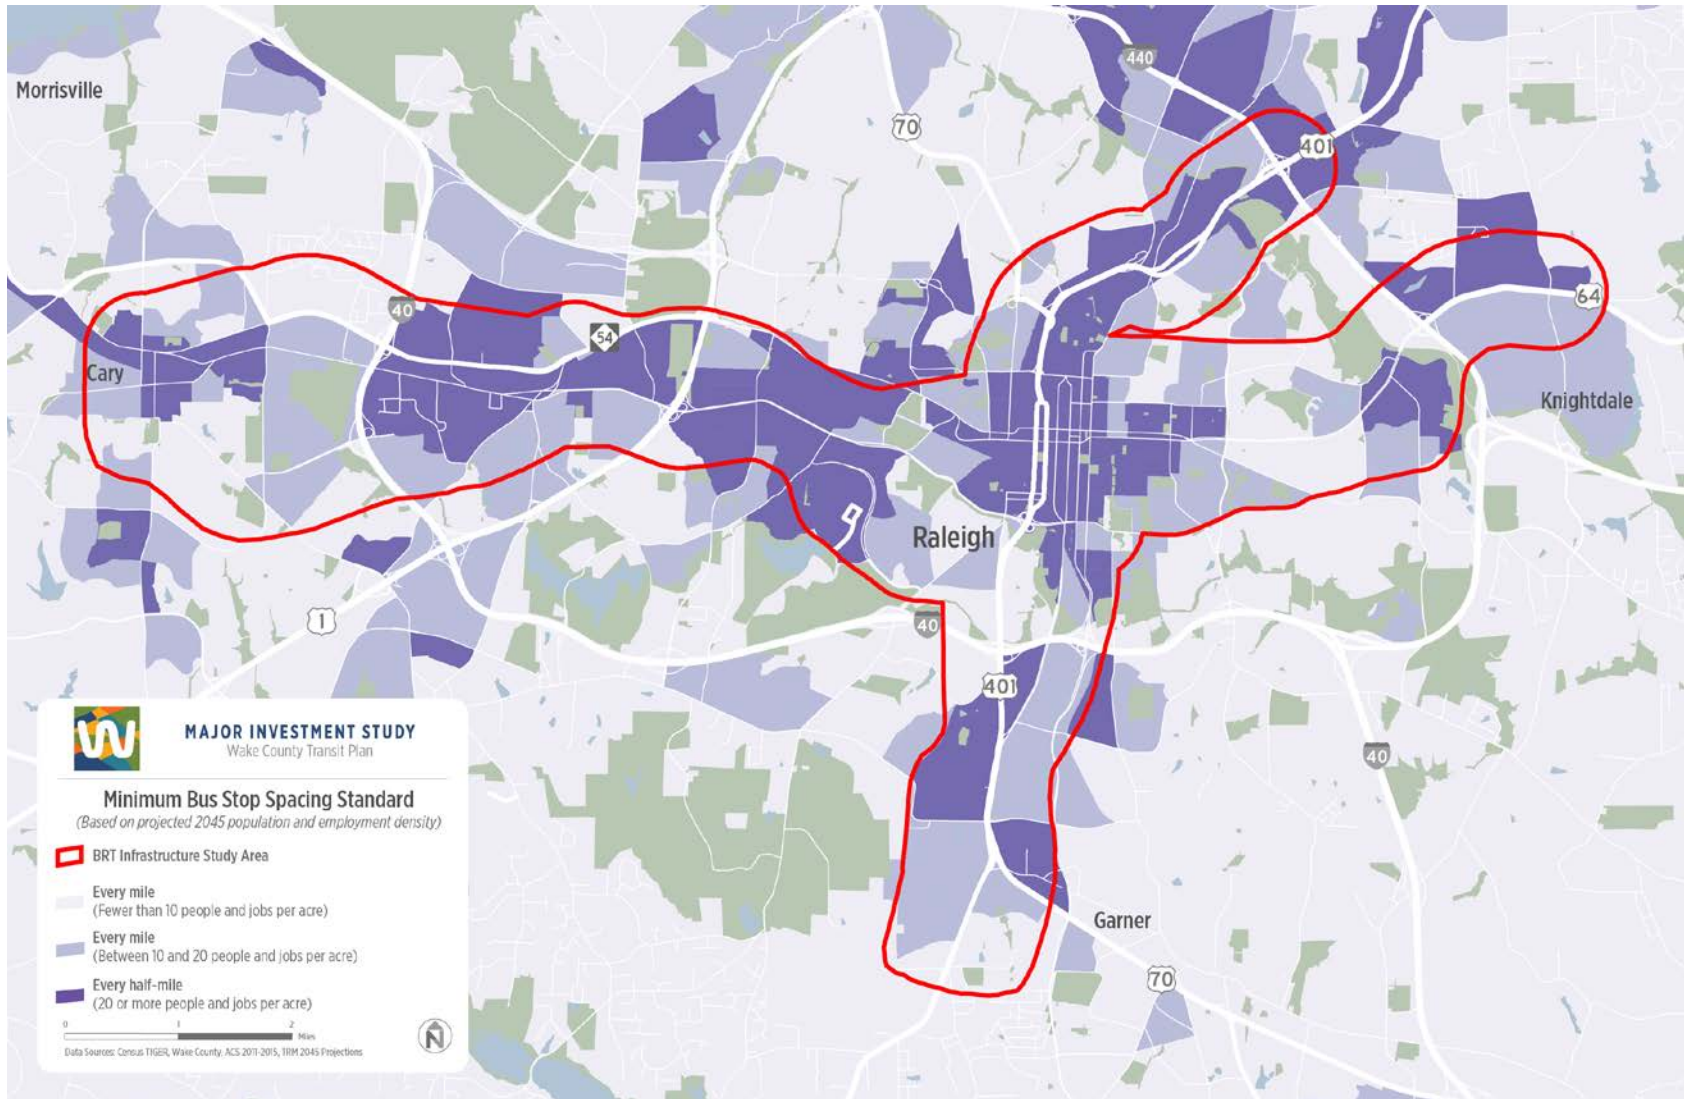 Morrisville
440
70
401
64
40
54
Cary
Knightdale
Raleigh
1
40
401
40
Garner
70
W
MAJOR INVESTMENT STUDY
Wake County Transit Plan
Minimum Bus Stop Spacing Standard
(Based on projected 2045 population and employment density)
BRT Infrastructure Study Area
Every mile
(Fewer than 10 people and jobs per acre)
Every mile
(Between 10 and 20 people and jobs per acre)
Every half-mile
(20 or more people and jobs per acre)
0 1 2
Miles
Data Sources: Census TIGER, Wake County, ACS 2011-2015, TRM 2045 Projections
N